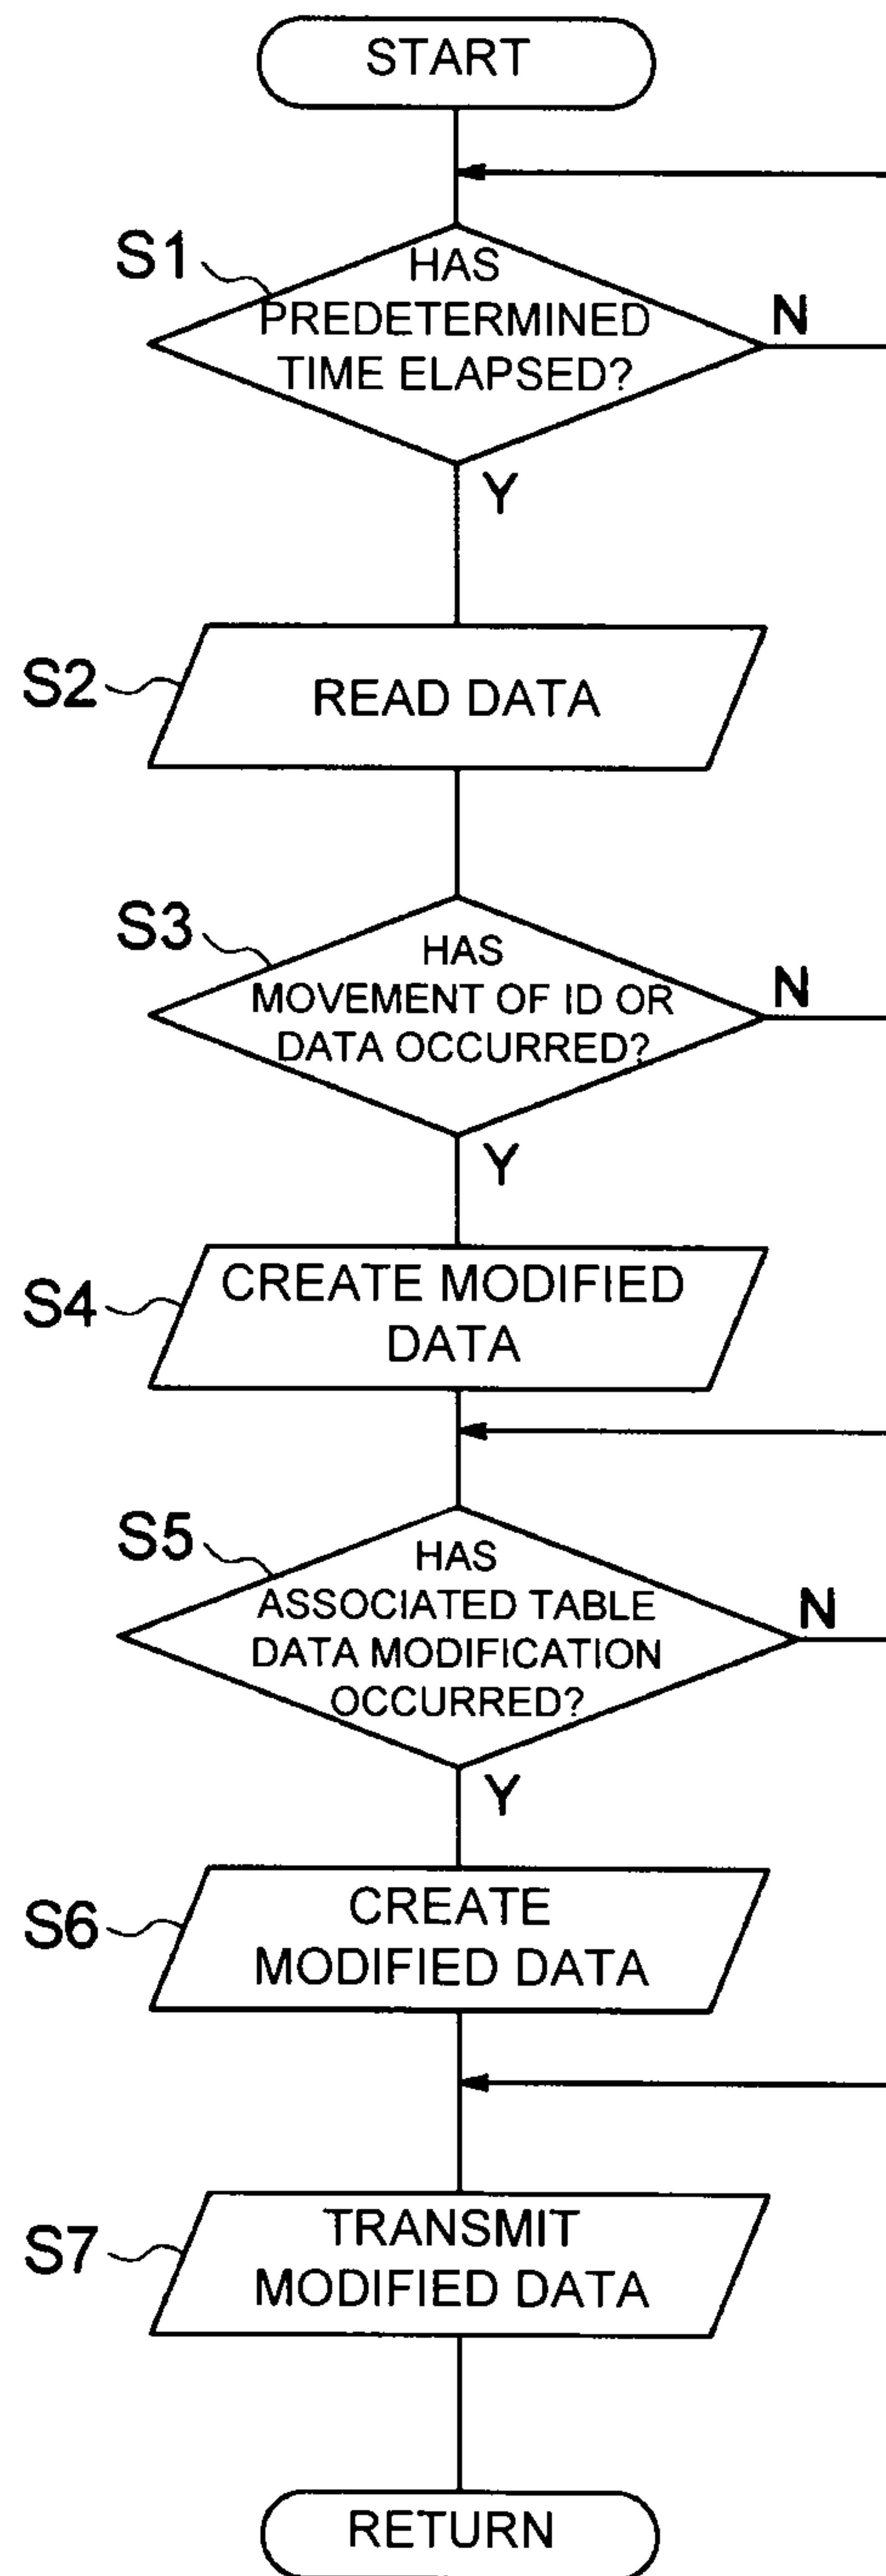 START
S1
HAS
PREDETERMINED
TIME ELAPSED?
N
Y
S2
READ DATA
S3
HAS
MOVEMENT OF ID OR
DATA OCCURRED?
N
Y
S4
CREATE MODIFIED
DATA
S5
HAS
ASSOCIATED TABLE
DATA MODIFICATION
OCCURRED?
N
Y
S6
CREATE
MODIFIED DATA
S7
TRANSMIT
MODIFIED DATA
RETURN